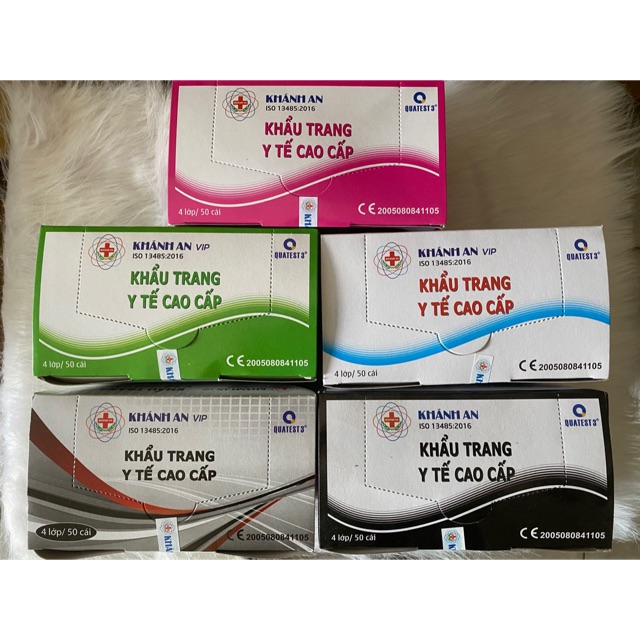 KHÁNH AN
ISO 13485:2016
QUATEST 3®
KHẨU TRANG
Y TẾ CAO CẤP
4 lớp/ 50 cái
CE 2005080841105
KHÁNH AN VIP
ISO 13485:2016
QUATEST 3®
KHẨU TRANG
Y TẾ CAO CẤP
4 lớp/ 50 cái
CE 2005080841105
KHÁNH AN VIP
ISO 13485:2016
QUATEST 3®
KHẨU TRANG
Y TẾ CAO CẤP
4 lớp/ 50 cái
CE 2005080841105
KHÁNH AN VIP
ISO 13485:2016
QUATEST 3®
KHẨU TRANG
Y TẾ CAO CẤP
4 lớp/ 50 cái
CE 2005080841105
KHÁNH AN
ISO 13485:2016
QUATEST 3®
KHẨU TRANG
Y TẾ CAO CẤP
4 lớp/ 50 cái
CE 2005080841105